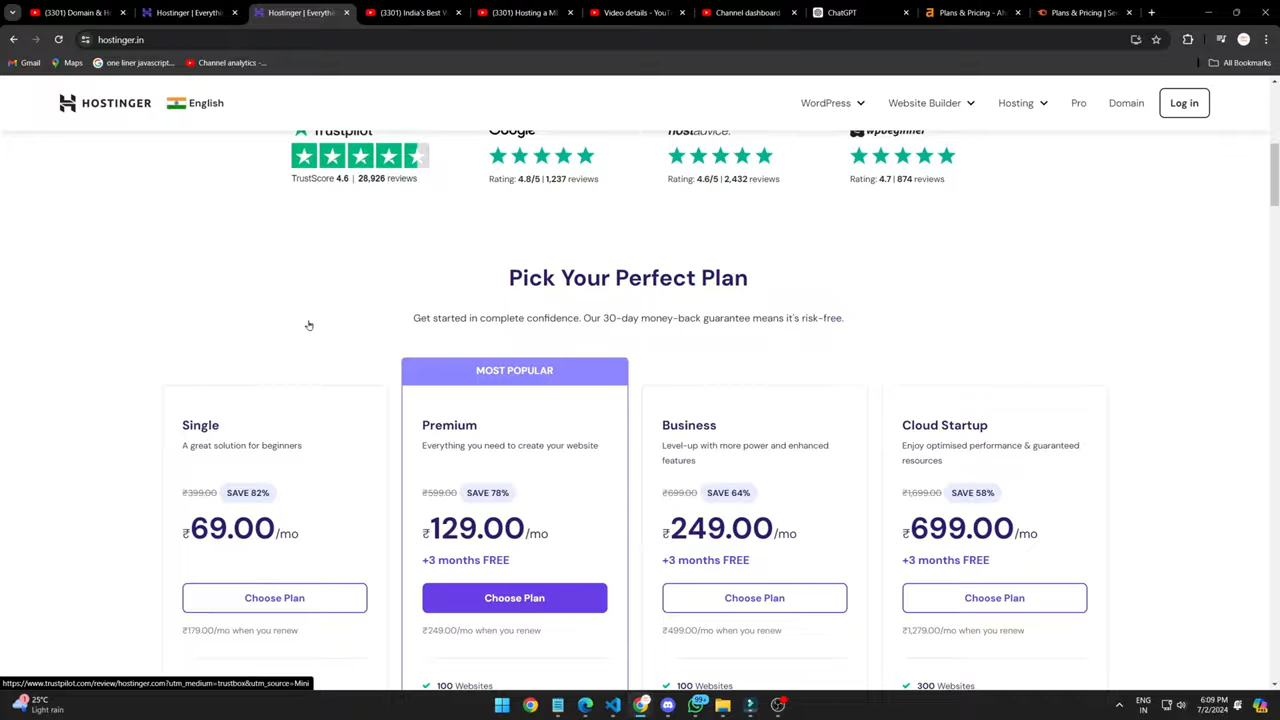 (3301) Domain & H
Hostinger | Everythi
Hostinger | Everythi
(3301) India's Best V
(3301) Hosting a Mi
Video details - YouT
Channel dashboard
ChatGPT
Plans & Pricing - Ah
Plans & Pricing | Se
hostinger.in
Gmail
Maps
one liner javascript...
Channel analytics -...
All Bookmarks
HOSTINGER
English
WordPress
Website Builder
Hosting
Pro
Domain
Log in
Trustpilot
Google
hostadvice.
wpbeginner
TrustScore 4.6 | 28,926 reviews
Rating: 4.8/5 | 1,237 reviews
Rating: 4.6/5 | 2,432 reviews
Rating: 4.7 | 874 reviews
Pick Your Perfect Plan
Get started in complete confidence. Our 30-day money-back guarantee means it's risk-free.
MOST POPULAR
Single
A great solution for beginners
₹399.00 SAVE 82%
₹69.00/mo
Choose Plan
₹179.00/mo when you renew
Premium
Everything you need to create your website
₹599.00 SAVE 78%
₹129.00/mo
+3 months FREE
Choose Plan
₹249.00/mo when you renew
100 Websites
Business
Level-up with more power and enhanced
features
₹699.00 SAVE 64%
₹249.00/mo
+3 months FREE
Choose Plan
₹499.00/mo when you renew
100 Websites
Cloud Startup
Enjoy optimised performance & guaranteed
resources
₹1,699.00 SAVE 58%
₹699.00/mo
+3 months FREE
Choose Plan
₹1,279.00/mo when you renew
300 Websites
https://www.trustpilot.com/review/hostinger.com?utm_medium=trustbox&utm_source=Mini
25°C
Light rain
99+
ENG
IN
6:09 PM
7/2/2024